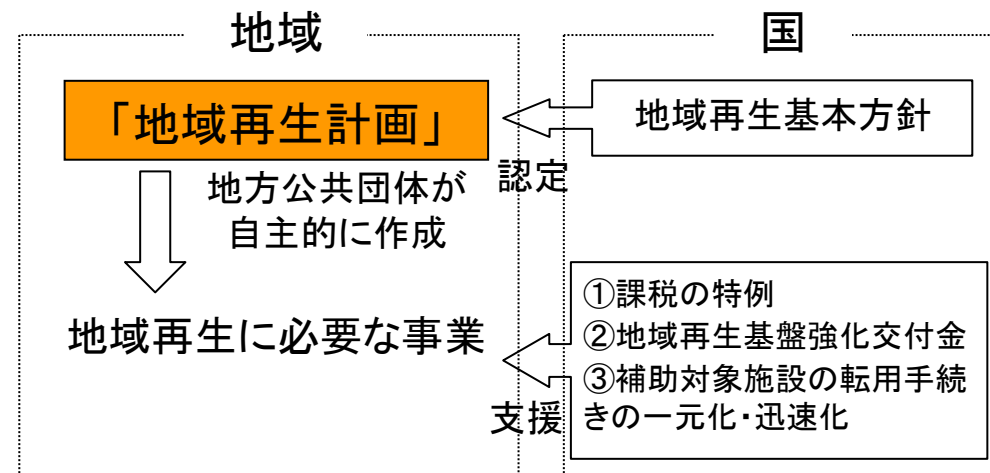 地域
国
「地域再生計画」
地域再生基本方針
認定
地方公共団体が
自主的に作成
地域再生に必要な事業
①課税の特例
②地域再生基盤強化交付金
③補助対象施設の転用手続
きの一元化・迅速化
支援